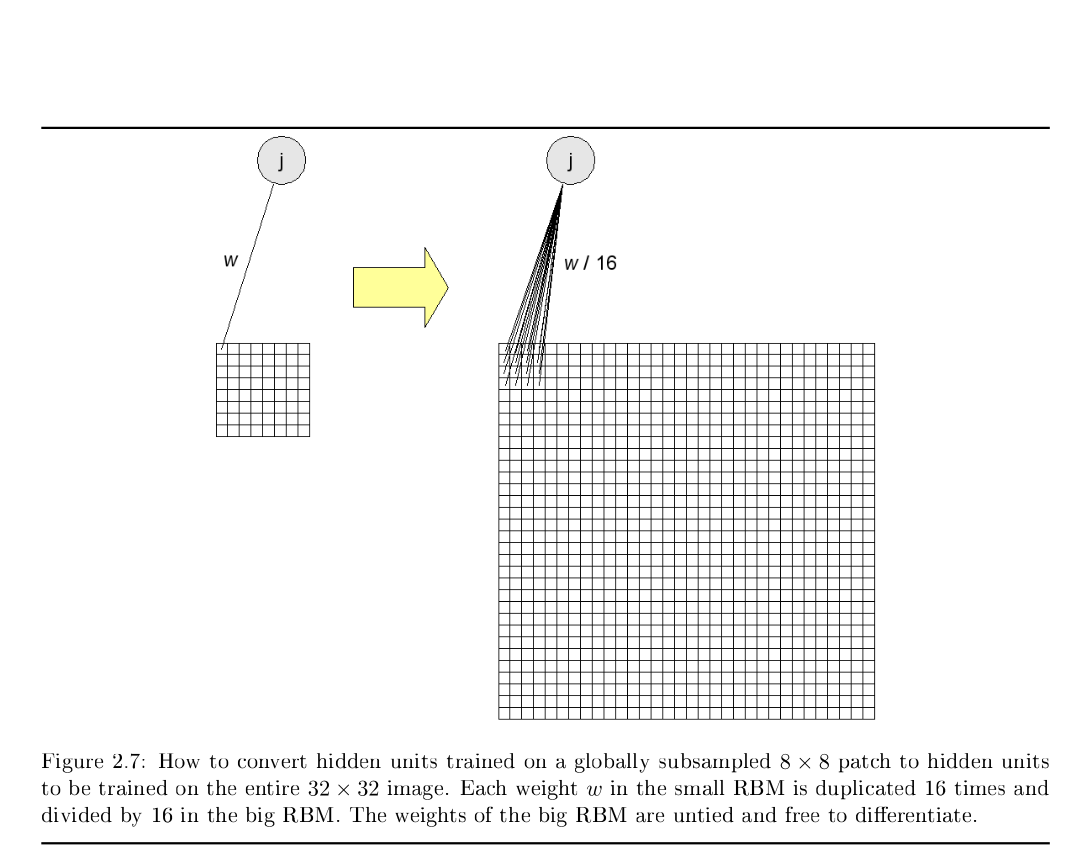 j
j
w
w / 16
Figure 2.7: How to convert hidden units trained on a globally subsampled 8 × 8 patch to hidden units
to be trained on the entire 32 × 32 image. Each weight w in the small RBM is duplicated 16 times and
divided by 16 in the big RBM. The weights of the big RBM are untied and free to differentiate.